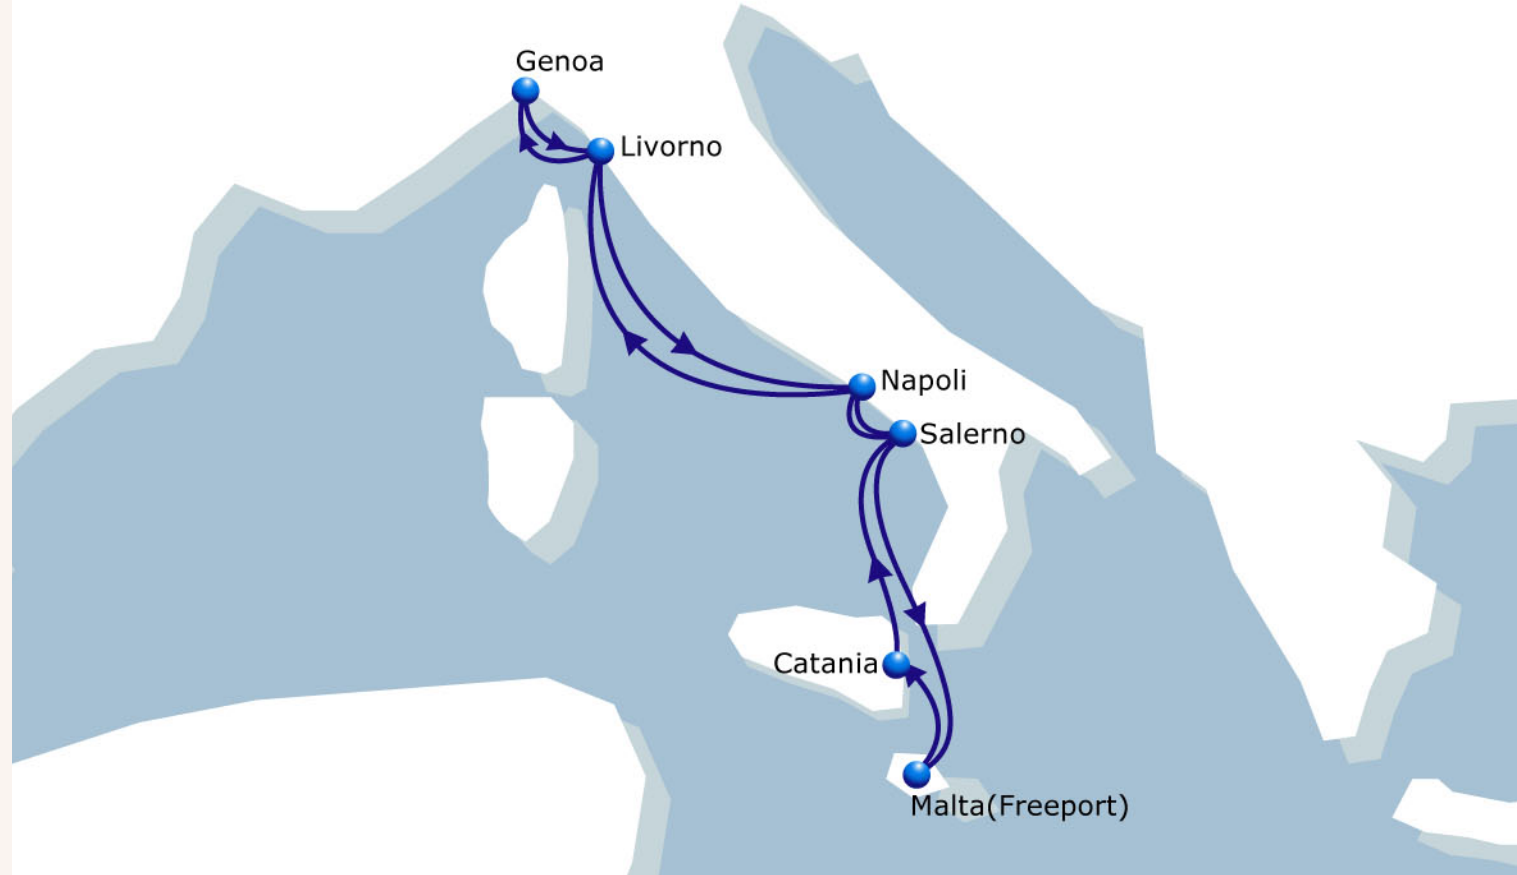 Genoa
Livorno
Napoli
Salerno
Catania
Malta(Freeport)